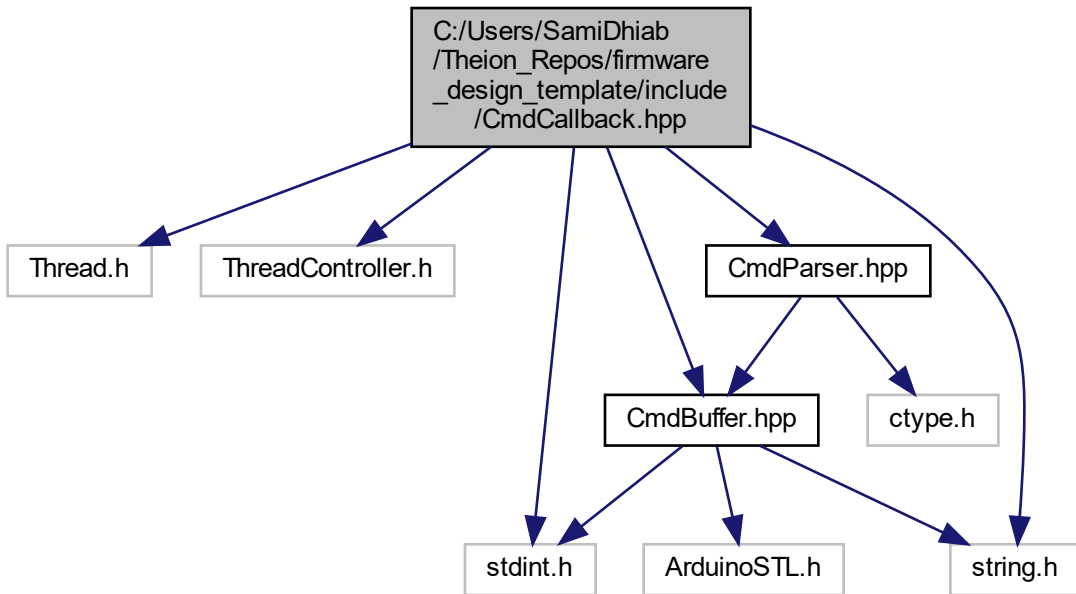 C:/Users/SamiDhiab
/Theion_Repos/firmware
_design_template/include
/CmdCallback.hpp
Thread.h
ThreadController.h
CmdParser.hpp
CmdBuffer.hpp
ctype.h
stdint.h
ArduinoSTL.h
string.h